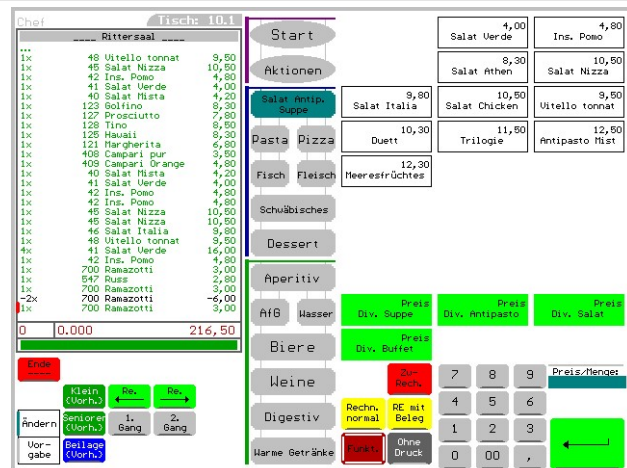 Chef Tisch: 10.1
____ Rittersaal ____
...
1x 48 Vitello tonnat 9,50
1x 45 Salat Nizza 10,50
1x 42 Ins. Pomo 4,80
1x 41 Salat Verde 4,00
1x 40 Salat Mista 4,20
1x 123 Golfino 8,30
1x 127 Prosciutto 7,80
1x 128 Tino 8,50
1x 125 Hawaii 8,30
1x 121 Margherita 6,80
1x 408 Campari pur 3,50
1x 409 Campari Orange 4,80
1x 40 Salat Mista 4,20
1x 41 Salat Verde 4,00
1x 42 Ins. Pomo 4,80
1x 42 Ins. Pomo 4,80
1x 45 Salat Nizza 10,50
1x 45 Salat Nizza 10,50
1x 46 Salat Italia 9,80
1x 48 Vitello tonnat 9,50
4x 41 Salat Verde 16,00
1x 42 Ins. Pomo 4,80
1x 700 Ramazotti 3,00
1x 547 Russ 2,80
1x 700 Ramazotti 3,00
-2x 700 Ramazotti -6,00
1x 700 Ramazotti 3,00
0 0.000 216,50
Ende
----
Klein (Vorh.)
Re.
Re.
Ändern
Senioren (Vorh.)
1. Gang
2. Gang
Vor-
gabe
Beilage (Vorh.)
Start
Aktionen
Salat Antip.
Suppe
Pasta
Pizza
Fisch
Fleisch
Schwäbisches
Dessert
Aperitiv
AfG
Wasser
Biere
Weine
Digestiv
Warme Getränke
4,00
Salat Verde
4,80
Ins. Pomo
8,30
Salat Athen
10,50
Salat Nizza
9,80
Salat Italia
10,50
Salat Chicken
9,50
Vitello tonnat
10,30
Duett
11,50
Trilogie
12,50
Antipasto Mist
12,30
Meeresfrüchtes
Preis
Div. Suppe
Preis
Div. Antipasto
Preis
Div. Salat
Preis
Div. Buffet
Zu-
Rech.
7 8 9
Preis/Menge:
Rechn.
normal
RE mit
Beleg
4 5 6
1 2 3
Funkt.
Ohne
Druck
0 00 ,